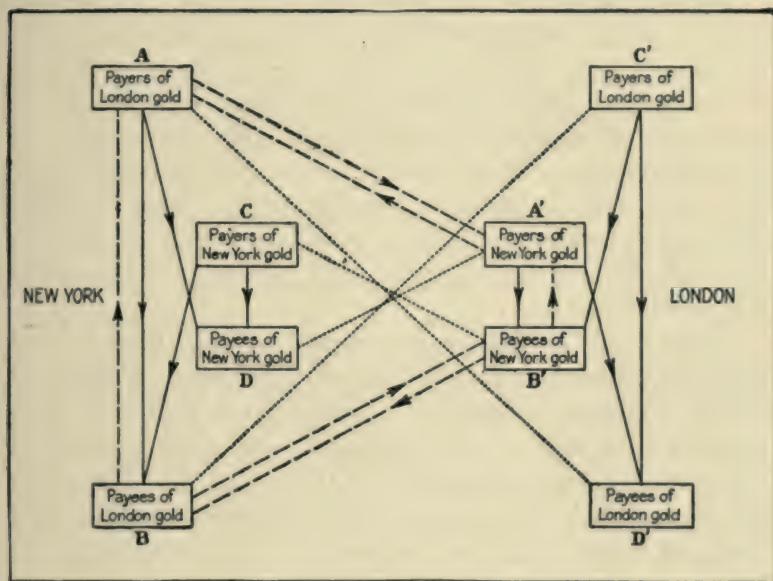 A
Payers of
London gold
C'
Payers of
London gold
C
Payers of
New York gold
A'
Payers of
New York gold
NEW YORK
LONDON
Payees of
New York gold
D
Payees of
New York gold
B'
Payees of
London gold
B
Payees of
London gold
D'